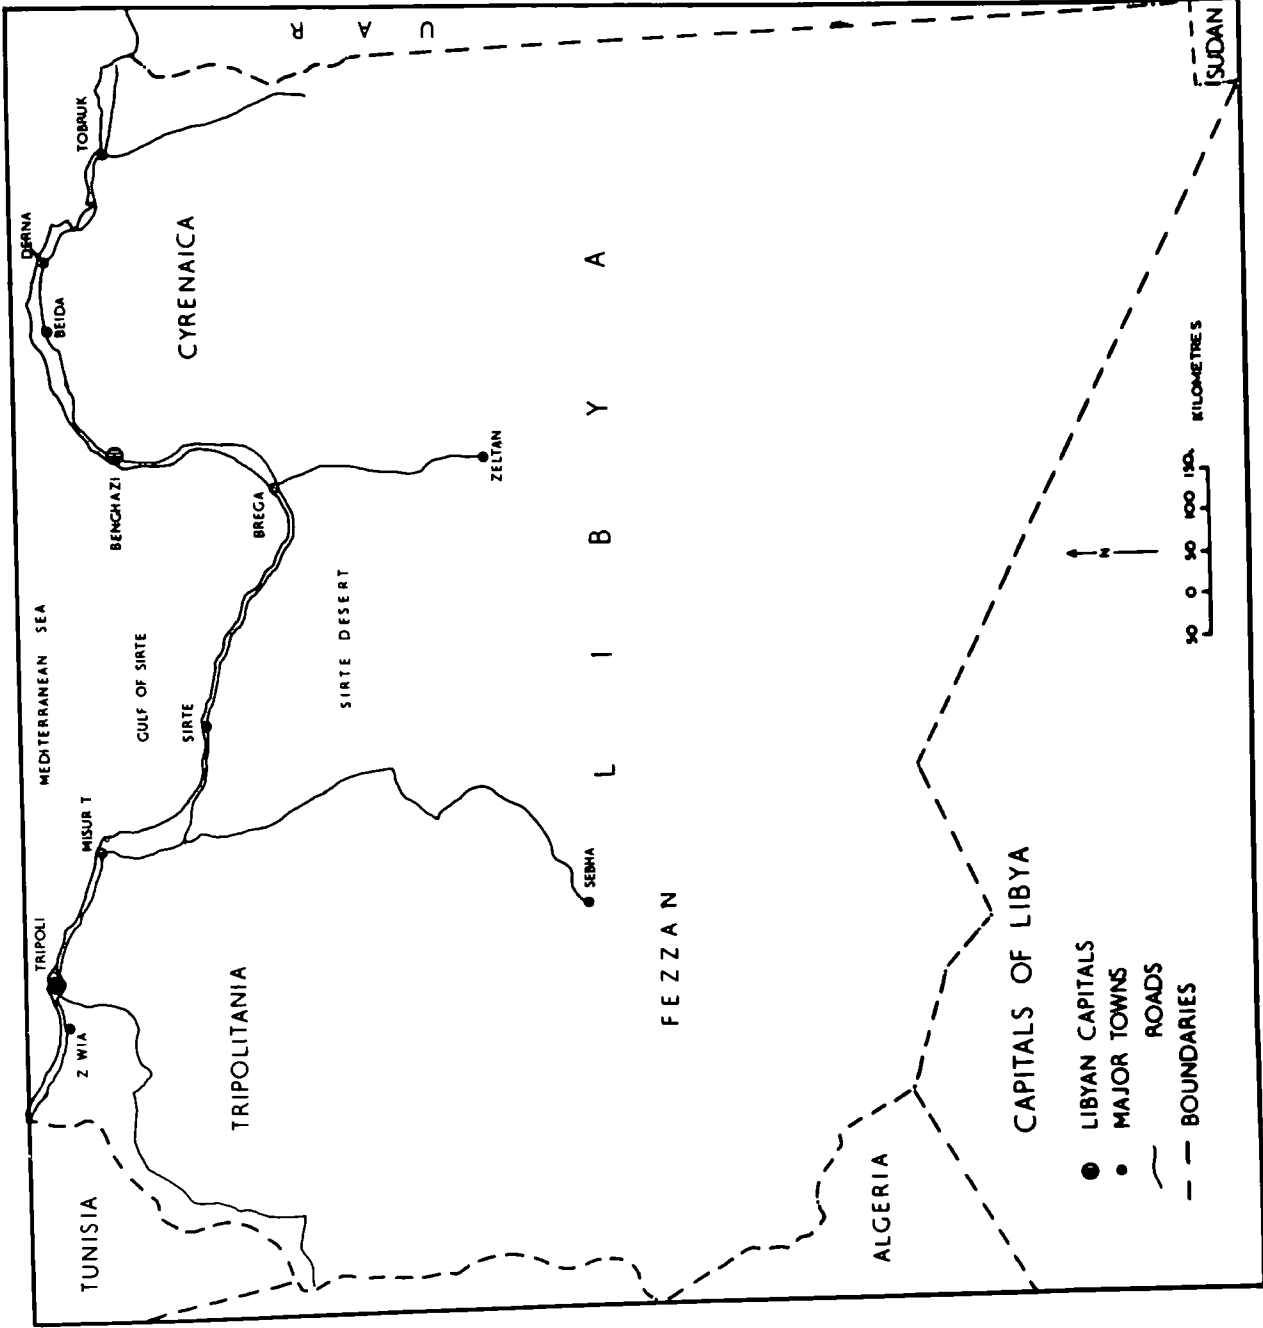 MEDITERRANEAN SEA
TRIPOLI
MISUR T
Z WIA
TUNISIA
GULF OF SIRTE
SIRTE
BENGHAZI
BEIDA
DERNA
TOBRUK
BREGA
CYRENAICA
TRIPOLITANIA
SIRTE DESERT
U A R
ZELTAN
SEBHA
L I B Y A
FEZZAN
ALGERIA
SUDAN
CAPITALS OF LIBYA
LIBYAN CAPITALS
MAJOR TOWNS
ROADS
BOUNDARIES
N
50 0 50 100 150. KILOMETRES